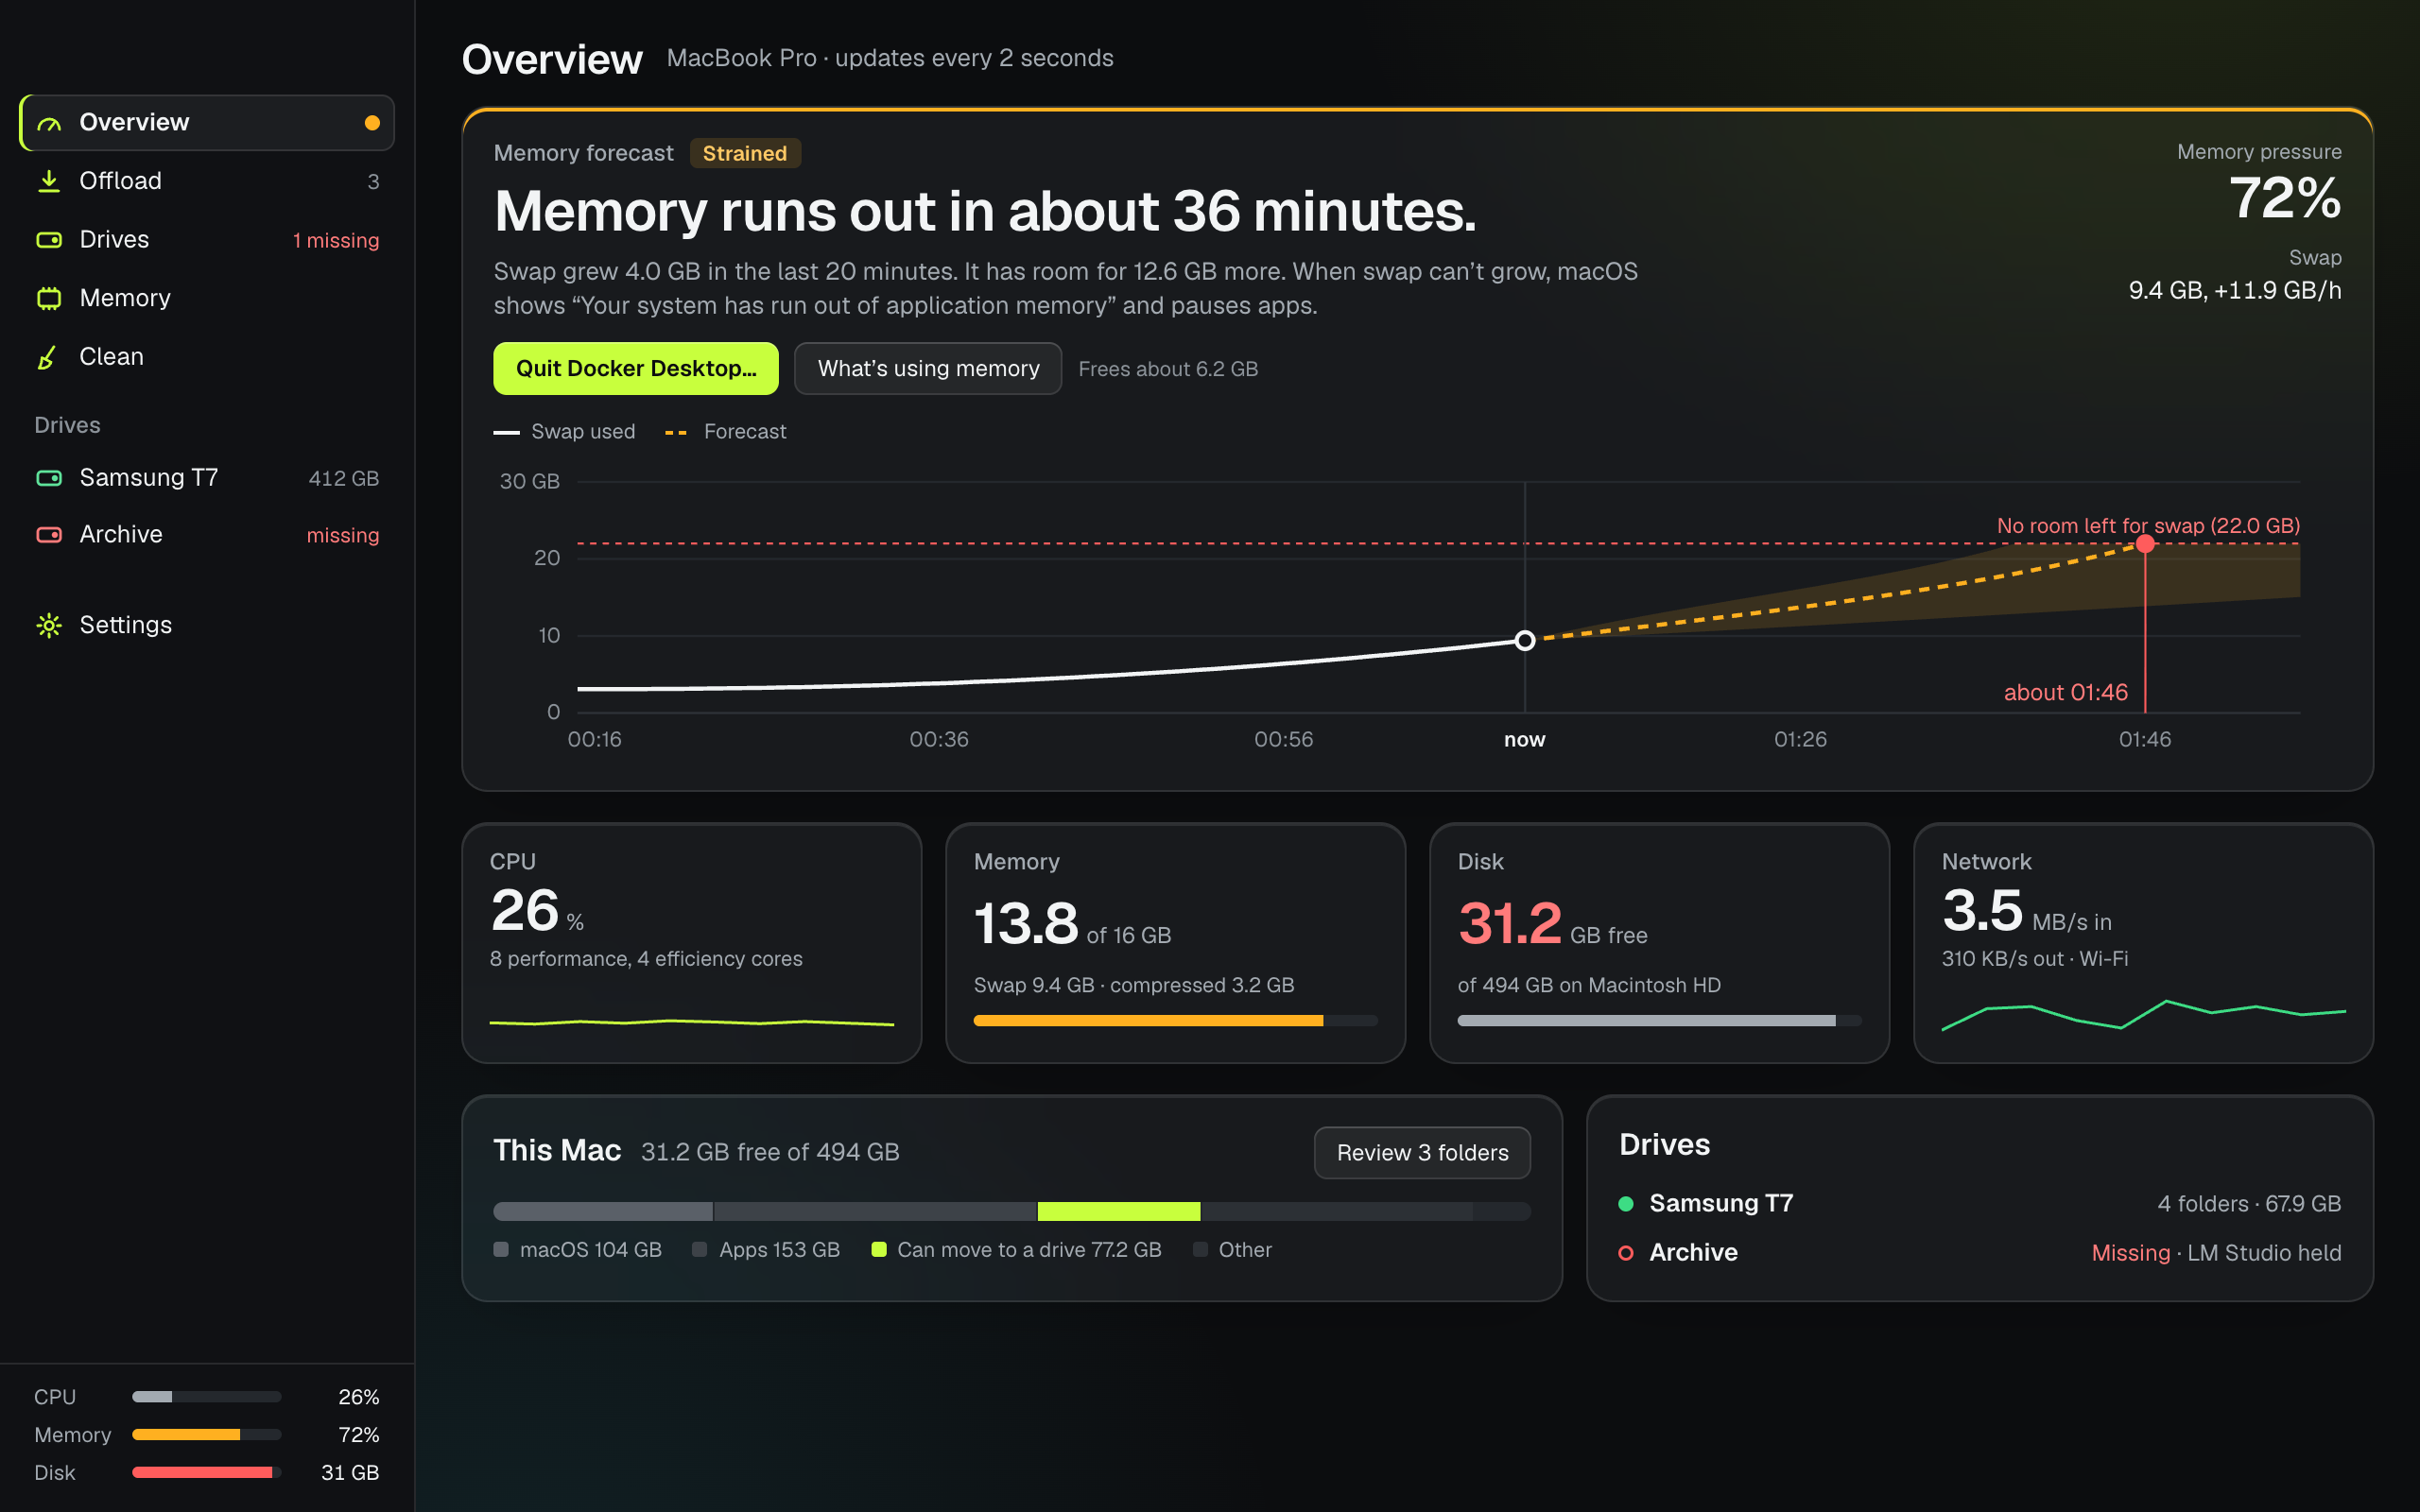 Overview
Offload 3
Drives 1 missing
Memory
Clean
Drives
Samsung T7 412 GB
Archive missing
Settings
CPU 26%
Memory 72%
Disk 31 GB
Overview MacBook Pro · updates every 2 seconds
Memory forecast Strained
Memory runs out in about 36 minutes.
Swap grew 4.0 GB in the last 20 minutes. It has room for 12.6 GB more. When swap can’t grow, macOS
shows “Your system has run out of application memory” and pauses apps.
Quit Docker Desktop... What’s using memory Frees about 6.2 GB
Memory pressure
72%
Swap
9.4 GB, +11.9 GB/h
Swap used Forecast
30 GB
No room left for swap (22.0 GB)
20
10
about 01:46
0
00:16 00:36 00:56 now 01:26 01:46
CPU
26 %
8 performance, 4 efficiency cores
Memory
13.8 of 16 GB
Swap 9.4 GB · compressed 3.2 GB
Disk
31.2 GB free
of 494 GB on Macintosh HD
Network
3.5 MB/s in
310 KB/s out · Wi-Fi
This Mac 31.2 GB free of 494 GB Review 3 folders
macOS 104 GB Apps 153 GB Can move to a drive 77.2 GB Other
Drives
Samsung T7 4 folders · 67.9 GB
Archive Missing · LM Studio held